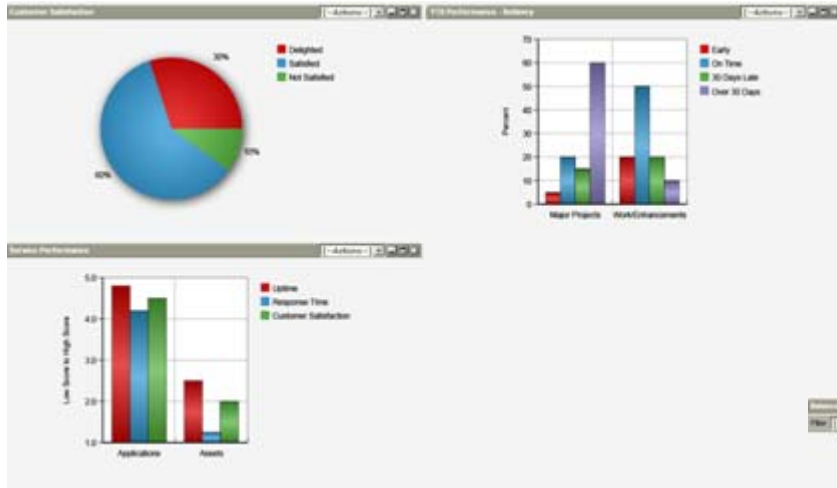 Customer Satisfaction
~Actions~
30%
10%
60%
Delighted
Satisfied
Not Satisfied
YTD Performance - Delivery
~Actions~
70
60
50
40
30
20
10
0
Percent
Major Projects
Work/Enhancements
Early
On Time
30 Days Late
Over 30 Days
Service Performance
~Actions~
5.0
4.0
3.0
2.0
1.0
Low Score to High Score
Applications
Assets
Uptime
Response Time
Customer Satisfaction
Filter